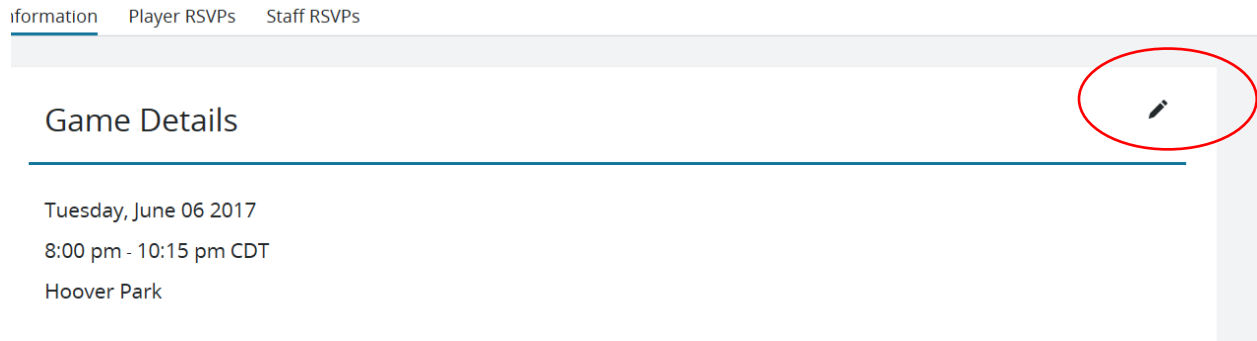 nformation Player RSVPs Staff RSVPs
Game Details
Tuesday, June 06 2017
8:00 pm - 10:15 pm CDT
Hoover Park